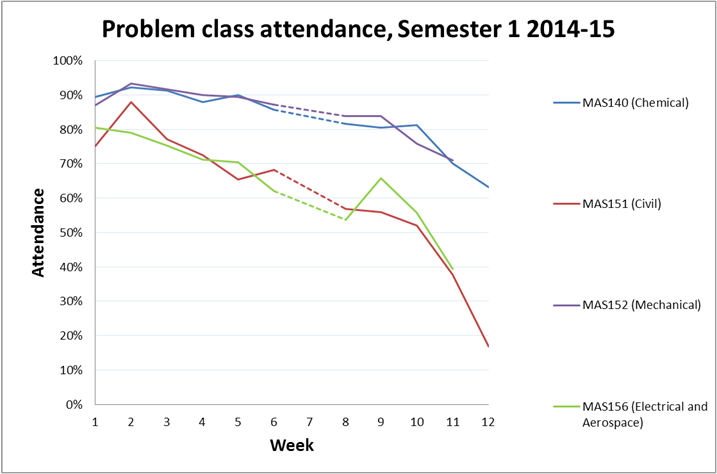 Problem class attendance, Semester 1 2014-15
100%
90%
80%
70%
60%
50%
40%
30%
20%
10%
0%
Attendance
1 2 3 4 5 6 7 8 9 10 11 12
Week
MAS140 (Chemical)
MAS151 (Civil)
MAS152 (Mechanical)
MAS156 (Electrical and
Aerospace)